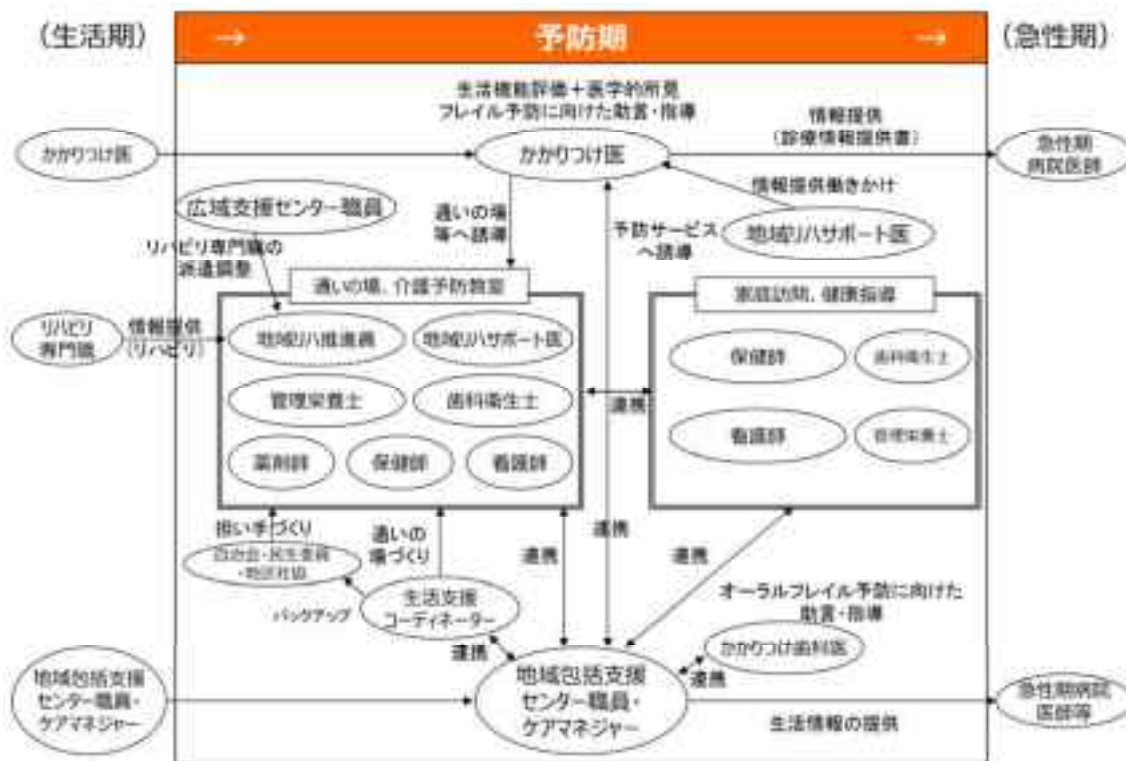 (生活期)
→ 予防期 →
(急性期)
生活機能評価+医学的所見
フレイル予防に向けた助言・指導
情報提供
(診療情報提供書)
かかりつけ医
かかりつけ医
急性期
病院医師
情報提供働きかけ
広域支援センター職員
通いの場
等へ誘導
予防サービス
へ誘導
地域リハサポート医
リハビリ専門職の
派遣調整
通いの場、介護予防教室
家庭訪問、健康指導
リハビリ
専門職
情報提供
(リハビリ)
地域リハ推進員
地域リハサポート医
保健師
歯科衛生士
管理栄養士
歯科衛生士
連携
看護師
管理栄養士
薬剤師
保健師
看護師
担い手づくり
通いの
場づくり
連携
連携
連携
自治会・民生委員
・地区社協
バックアップ
生活支援
コーディネーター
オーラルフレイル予防に向けた
助言・指導
連携
かかりつけ歯科医
連携
地域包括支援
センター職員・
ケアマネジャー
地域包括支援
センター職員・
ケアマネジャー
急性期病院
医師等
生活情報の提供